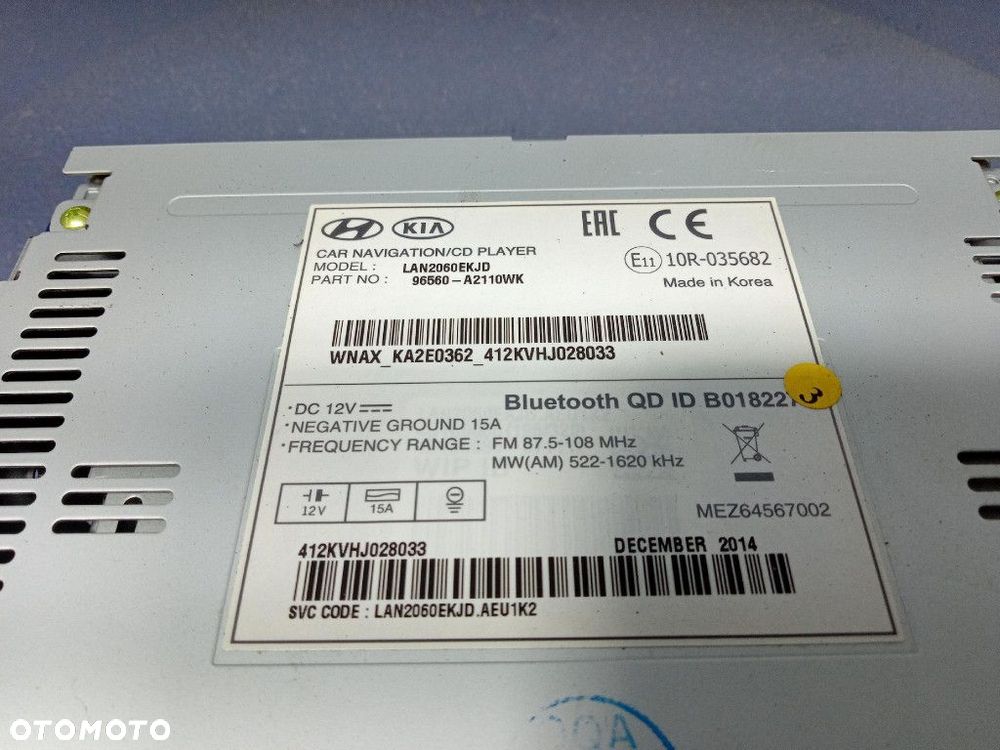 KIA
EAC CE
CAR NAVIGATION/CD PLAYER
MODEL : LAN2060EKJD
PART NO : 96560-A2110WK
E11 10R-035682
Made in Korea
WNAX_KA2E0362_412KVHJ028033
Bluetooth QD ID
3
·DC 12V
·NEGATIVE GROUND 15A
·FREQUENCY RANGE : FM 87.5-108 MHz
MW(AM) 522-1620 kHz
12V 15A
MEZ64567002
412KVHJ028033 DECEMBER 2014
SVC CODE : LAN2060EKJD.AEU1K2
OTOMOTO